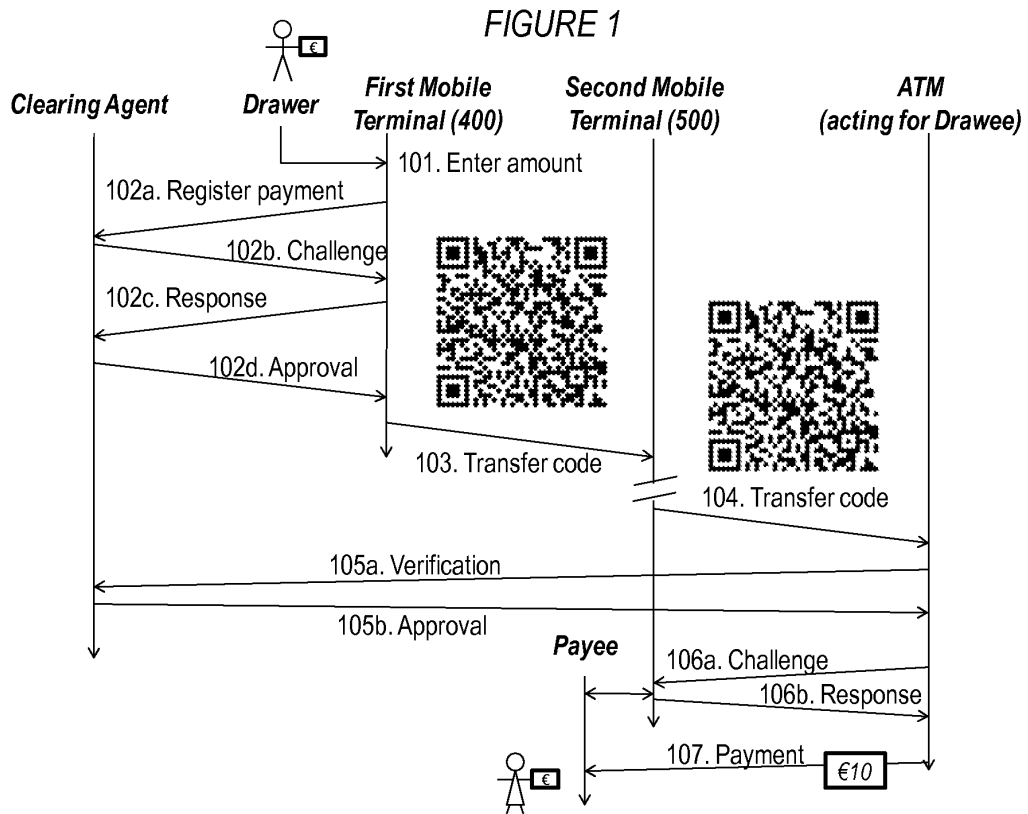 FIGURE 1
€
Clearing Agent
Drawer
First Mobile
Terminal (400)
Second Mobile
Terminal (500)
ATM
(acting for Drawee)
101. Enter amount
102a. Register payment
102b. Challenge
102c. Response
102d. Approval
103. Transfer code
104. Transfer code
105a. Verification
105b. Approval
Payee
106a. Challenge
106b. Response
107. Payment
€10
€